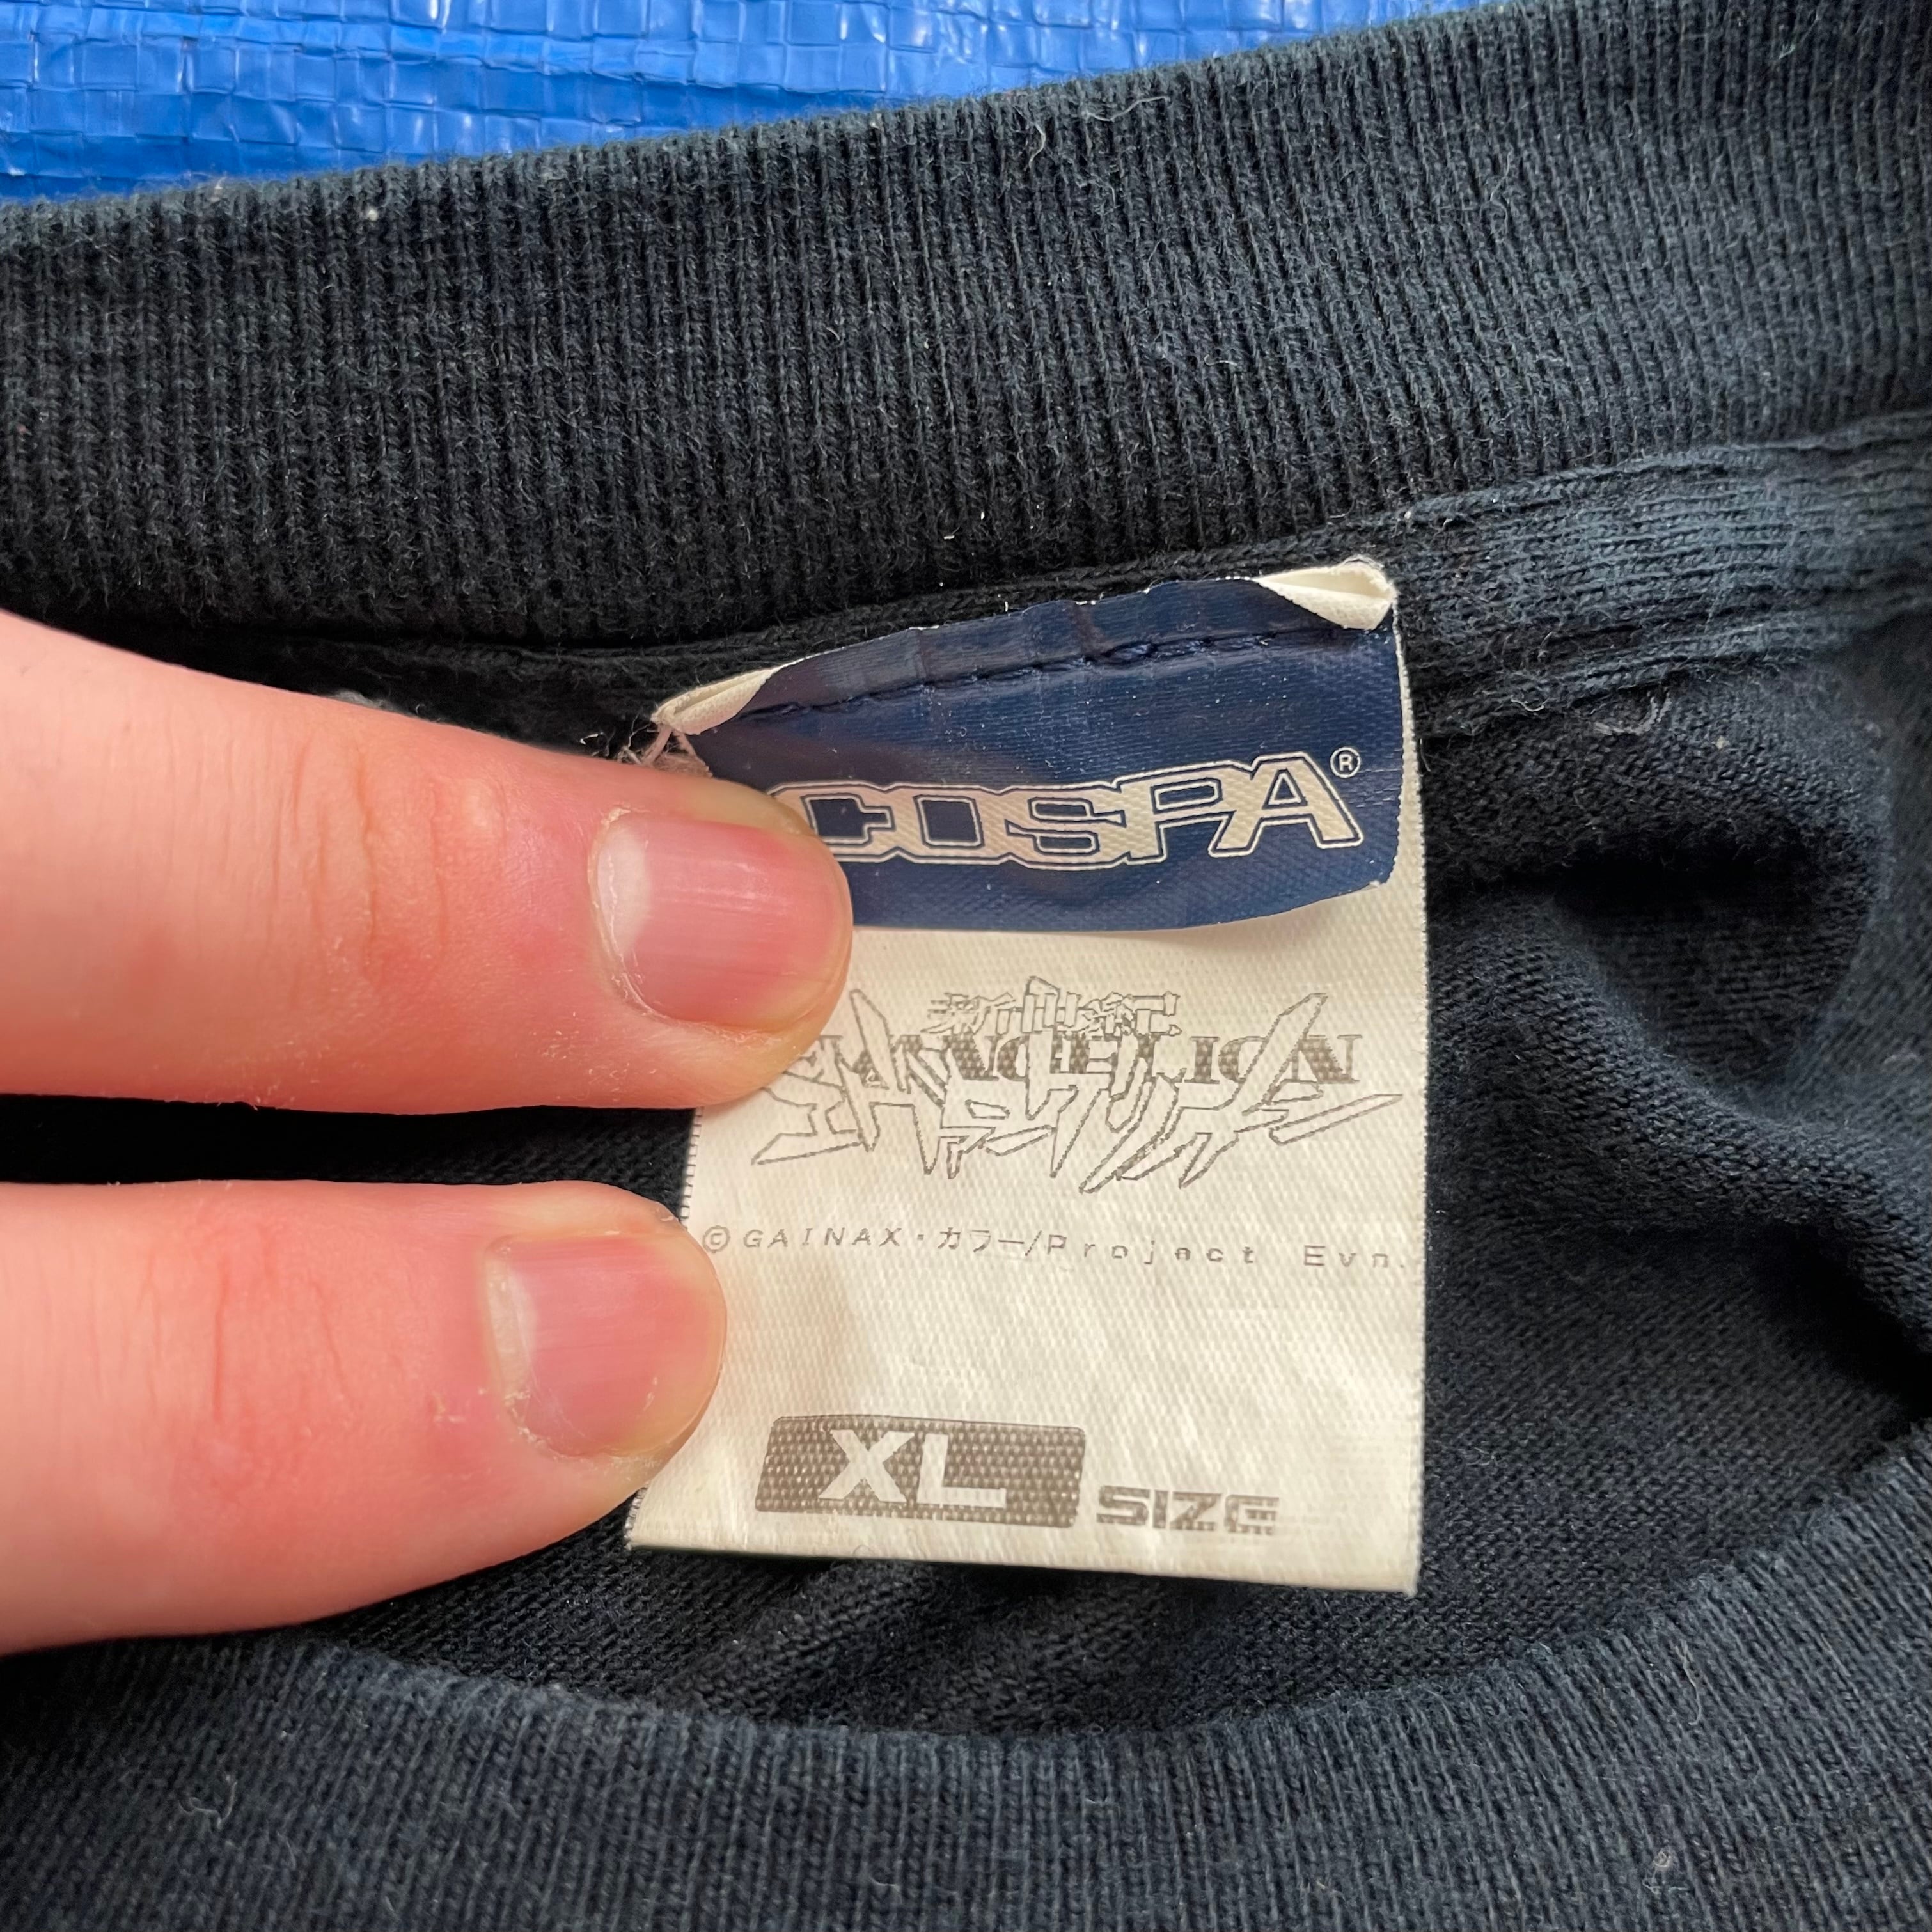 COSPA®
新世紀
EVANGELION
エヴァンゲリオン
©GAINAX・カラー/Project Eva.
XL SIZE